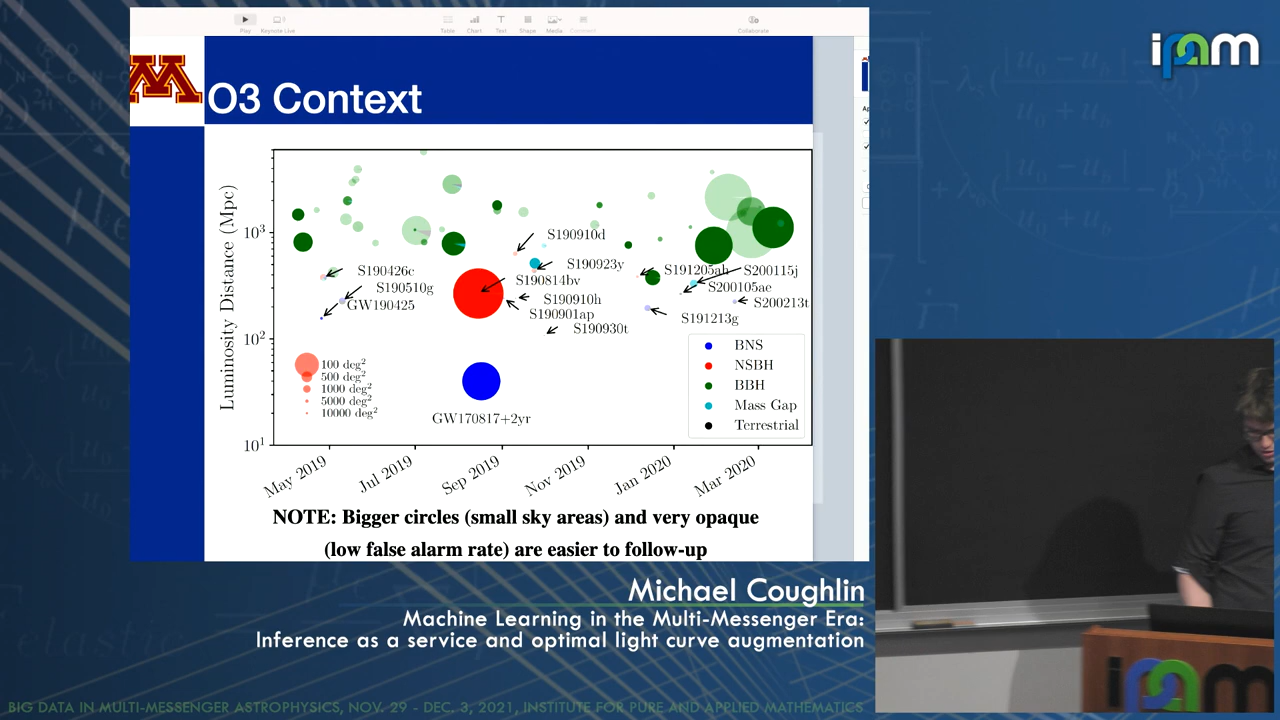 Play
Keynote Live
Table
Chart
Text
Shape
Media
Comment
Collaborate
ipam
M
O3 Context
Luminosity Distance (Mpc)
10³
10²
10¹
S190426c
S190510g
GW190425
S190910d
S190923y
S190814bv
S190910h
S190901ap
S190930t
S191205ah
S200115j
S200105ae
S200213t
S191213g
GW170817+2yr
100 deg²
500 deg²
1000 deg²
5000 deg²
10000 deg²
BNS
NSBH
BBH
Mass Gap
Terrestrial
May 2019
Jul 2019
Sep 2019
Nov 2019
Jan 2020
Mar 2020
NOTE: Bigger circles (small sky areas) and very opaque
(low false alarm rate) are easier to follow-up
Michael Coughlin
Machine Learning in the Multi-Messenger Era:
Inference as a service and optimal light curve augmentation
ipam
BIG DATA IN MULTI-MESSENGER ASTROPHYSICS, NOV. 29 - DEC. 3, 2021, INSTITUTE FOR PURE AND APPLIED MATHEMATICS